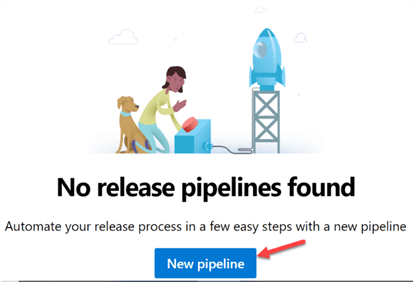 No release pipelines found
Automate your release process in a few easy steps with a new pipeline
New pipeline